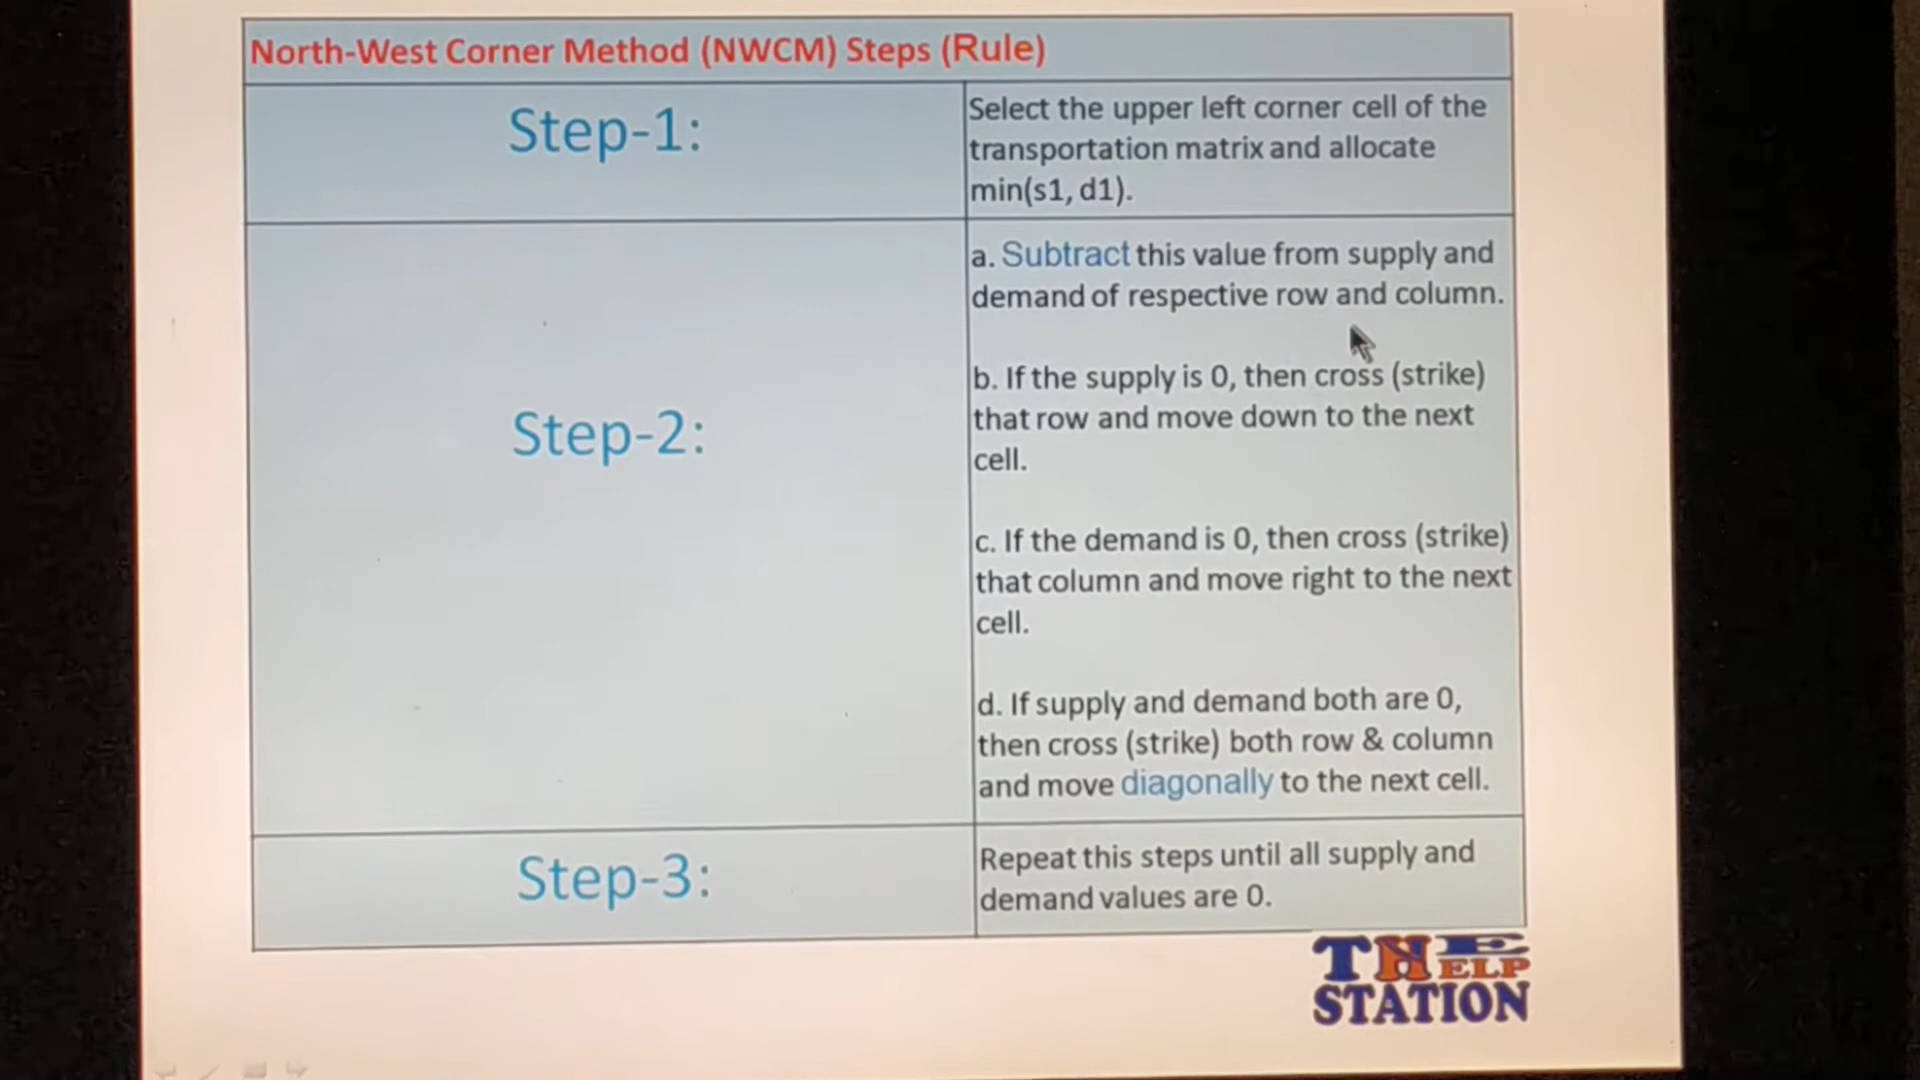 North-West Corner Method (NWCM) Steps (Rule)
Step-1:
Select the upper left corner cell of the
transportation matrix and allocate
min(s1, d1).
Step-2:
a. Subtract this value from supply and
demand of respective row and column.
b. If the supply is 0, then cross (strike)
that row and move down to the next
cell.
c. If the demand is 0, then cross (strike)
that column and move right to the next
cell.
d. If supply and demand both are 0,
then cross (strike) both row & column
and move diagonally to the next cell.
Step-3:
Repeat this steps until all supply and
demand values are 0.
THE
HELP
STATION